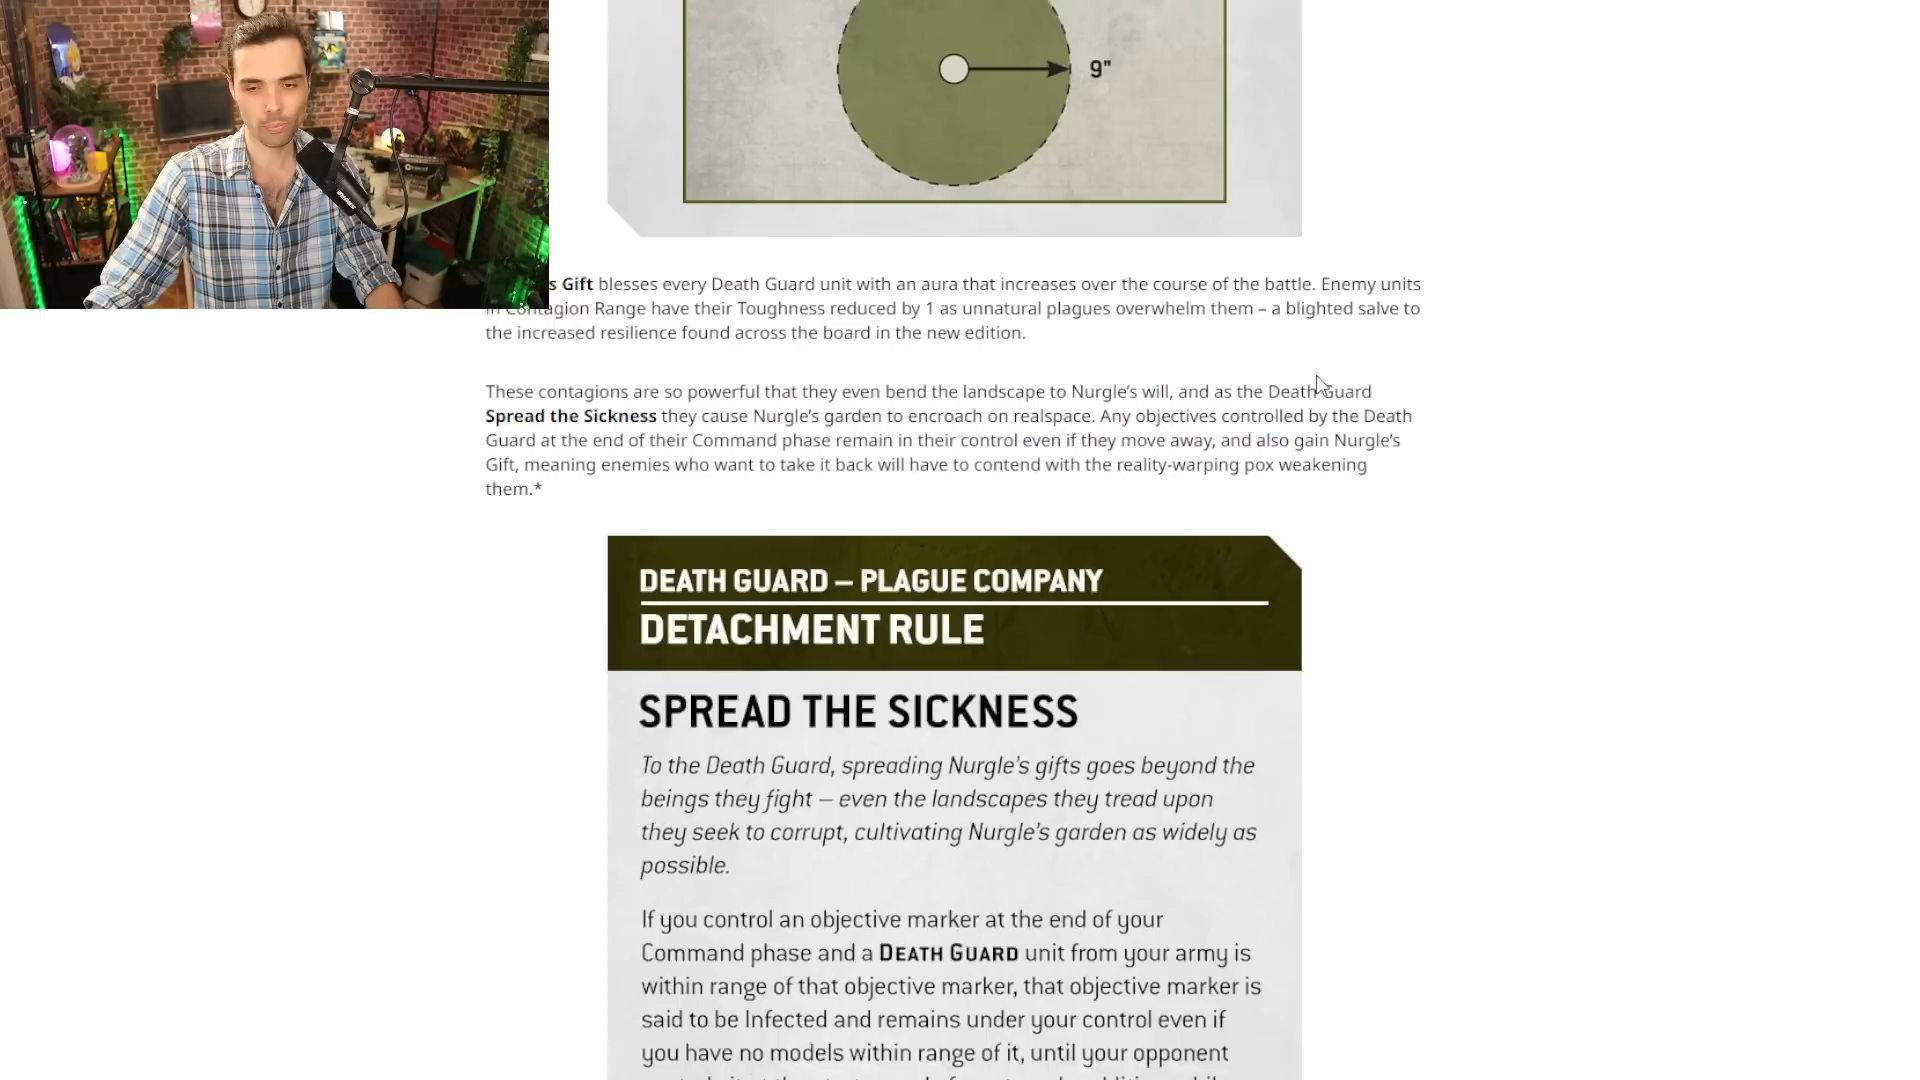 9"
s Gift blesses every Death Guard unit with an aura that increases over the course of the battle. Enemy units
in Contagion Range have their Toughness reduced by 1 as unnatural plagues overwhelm them – a blighted salve to
the increased resilience found across the board in the new edition.
These contagions are so powerful that they even bend the landscape to Nurgle's will, and as the Death Guard
Spread the Sickness they cause Nurgle's garden to encroach on realspace. Any objectives controlled by the Death
Guard at the end of their Command phase remain in their control even if they move away, and also gain Nurgle's
Gift, meaning enemies who want to take it back will have to contend with the reality-warping pox weakening
them.*
DEATH GUARD – PLAGUE COMPANY
DETACHMENT RULE
SPREAD THE SICKNESS
To the Death Guard, spreading Nurgle's gifts goes beyond the
beings they fight – even the landscapes they tread upon
they seek to corrupt, cultivating Nurgle's garden as widely as
possible.
If you control an objective marker at the end of your
Command phase and a DEATH GUARD unit from your army is
within range of that objective marker, that objective marker is
said to be Infected and remains under your control even if
you have no models within range of it, until your opponent